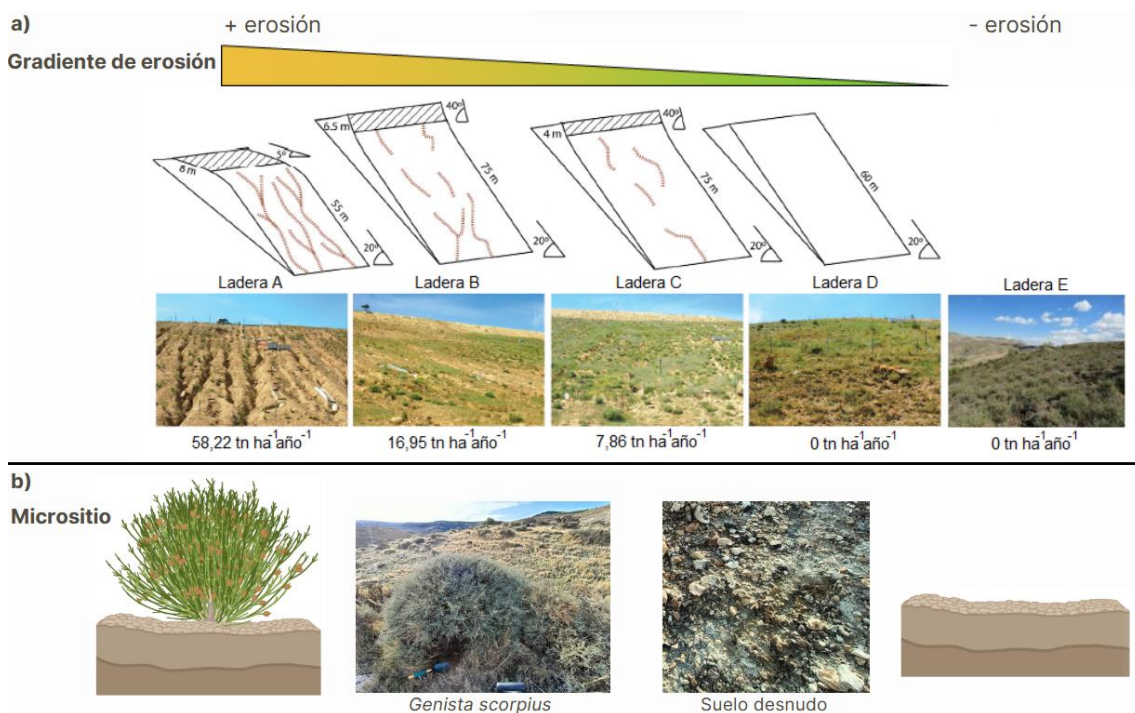 a)
+ erosión
- erosión
Gradiente de erosión
5º
6 m
55 m
20º
40º
6.5 m
75 m
20º
40º
4 m
75 m
20º
60 m
20º
Ladera A
Ladera B
Ladera C
Ladera D
Ladera E
58,22 tn ha⁻¹año⁻¹
16,95 tn ha⁻¹año⁻¹
7,86 tn ha⁻¹año⁻¹
0 tn ha⁻¹año⁻¹
0 tn ha⁻¹año⁻¹
b)
Micrositio
Genista scorpius
Suelo desnudo